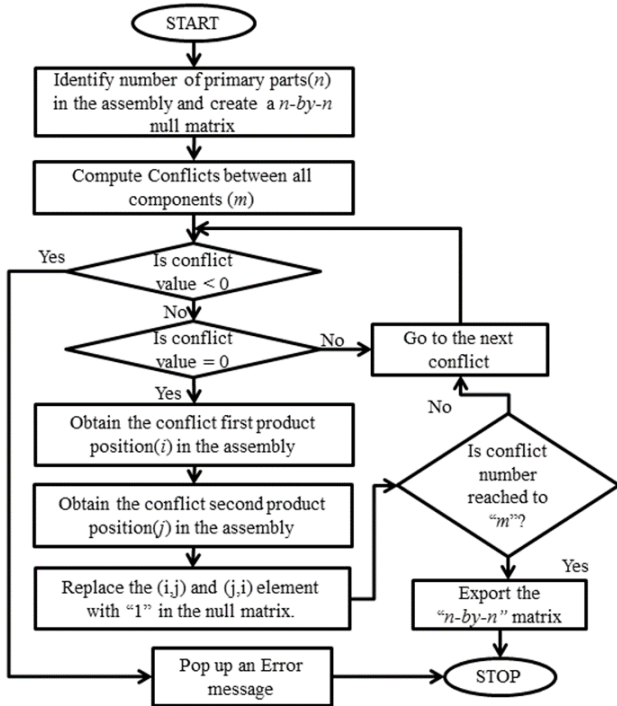 START
Identify number of primary parts(n)
in the assembly and create a n-by-n
null matrix
Compute Conflicts between all
components (m)
Yes
Is conflict
value < 0
No
Is conflict
value = 0
No
Go to the next
conflict
Yes
No
Obtain the conflict first product
position(i) in the assembly
Is conflict
number
reached to
"m"?
Obtain the conflict second product
position(j) in the assembly
Replace the (i,j) and (j,i) element
with "1" in the null matrix.
Yes
Export the
"n-by-n" matrix
Pop up an Error
message
STOP